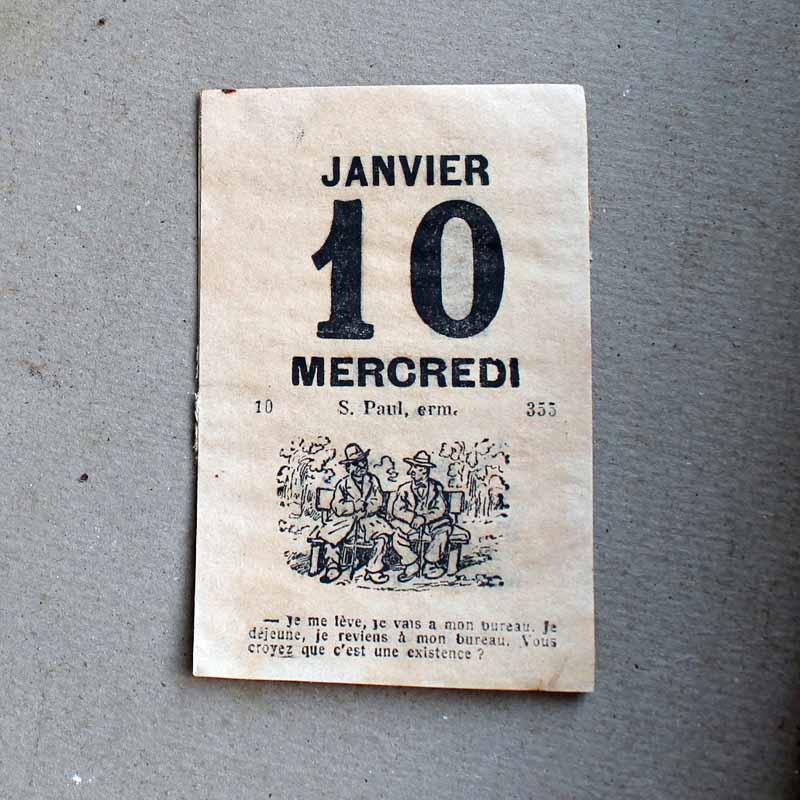 JANVIER
10
MERCREDI
10 S. Paul, erm. 355
— Je me lève, je vais a mon bureau. Je
déjeune, je reviens à mon bureau. Vous
croyez que c'est une existence ?